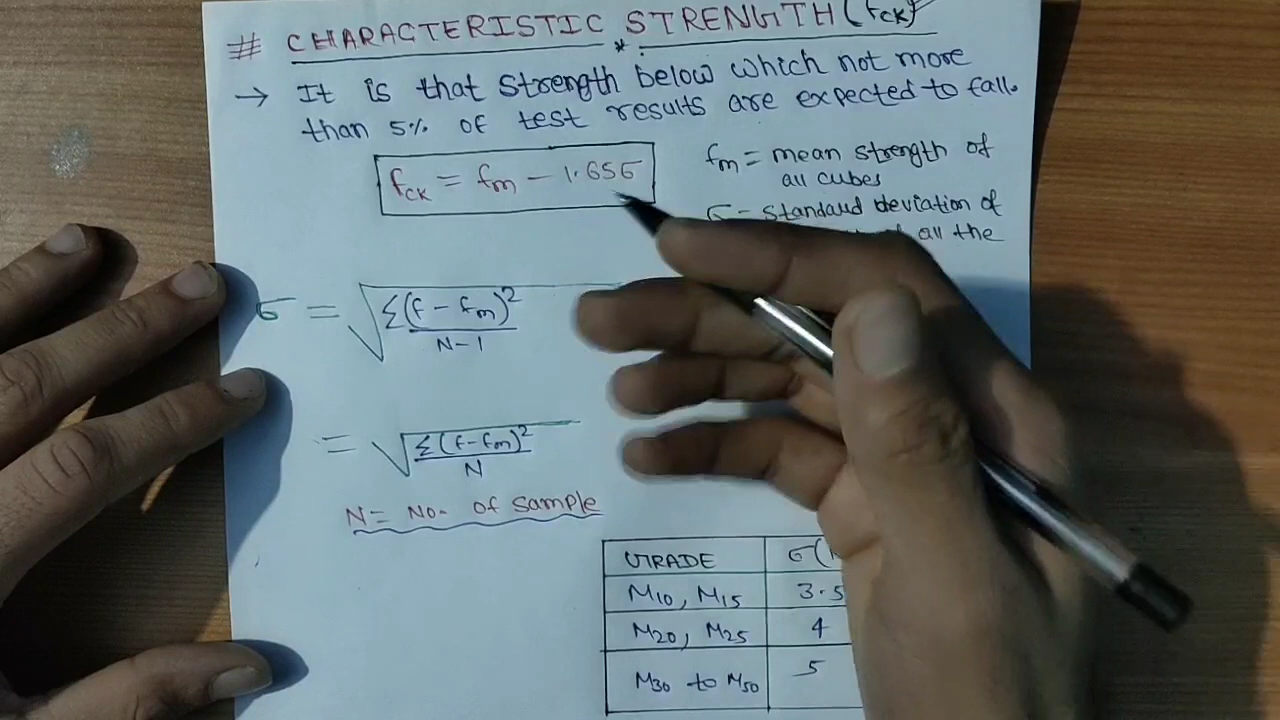 # CHARACTERISTIC STRENGTH (fck)
*
→ It is that strength below which not more
than 5% of test results are expected to fall.
fck = fm - 1.65σ
fm = mean strength of
all cubes
σ = standaud deviation of
all the
σ = √Σ(f - fm)² / N-1
= √Σ(f-fm)² / N
N = No. of sample
GRADE σ(
M10, M15 3.5
M20, M25 4
M30 to M50 5